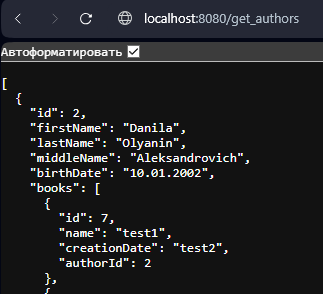 localhost:8080/get_authors
Автоформатировать
[
  {
    "id": 2,
    "firstName": "Danila",
    "lastName": "Olyanin",
    "middleName": "Aleksandrovich",
    "birthDate": "10.01.2002",
    "books": [
      {
        "id": 7,
        "name": "test1",
        "creationDate": "test2",
        "authorId": 2
      },
      {